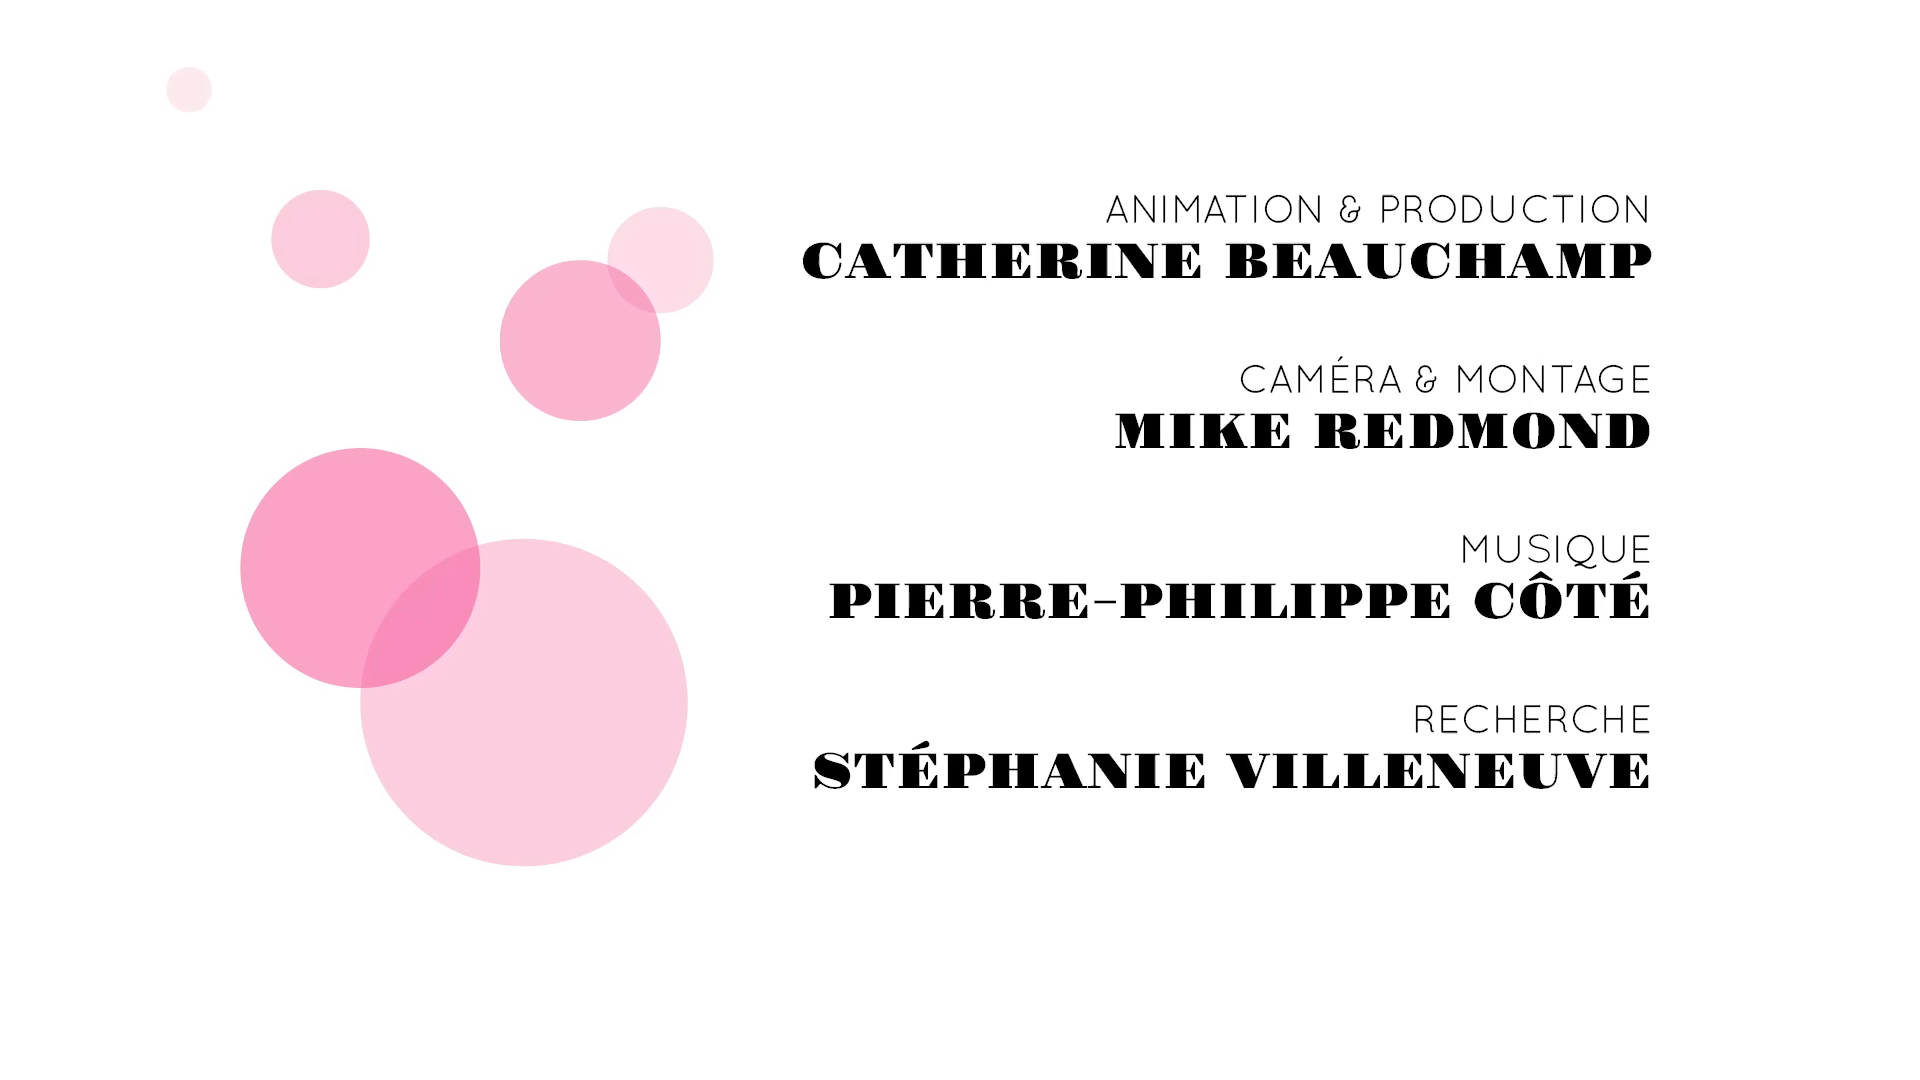 ANIMATION & PRODUCTION
CATHERINE BEAUCHAMP
CAMÉRA & MONTAGE
MIKE REDMOND
MUSIQUE
PIERRE-PHILIPPE CÔTÉ
RECHERCHE
STÉPHANIE VILLENEUVE